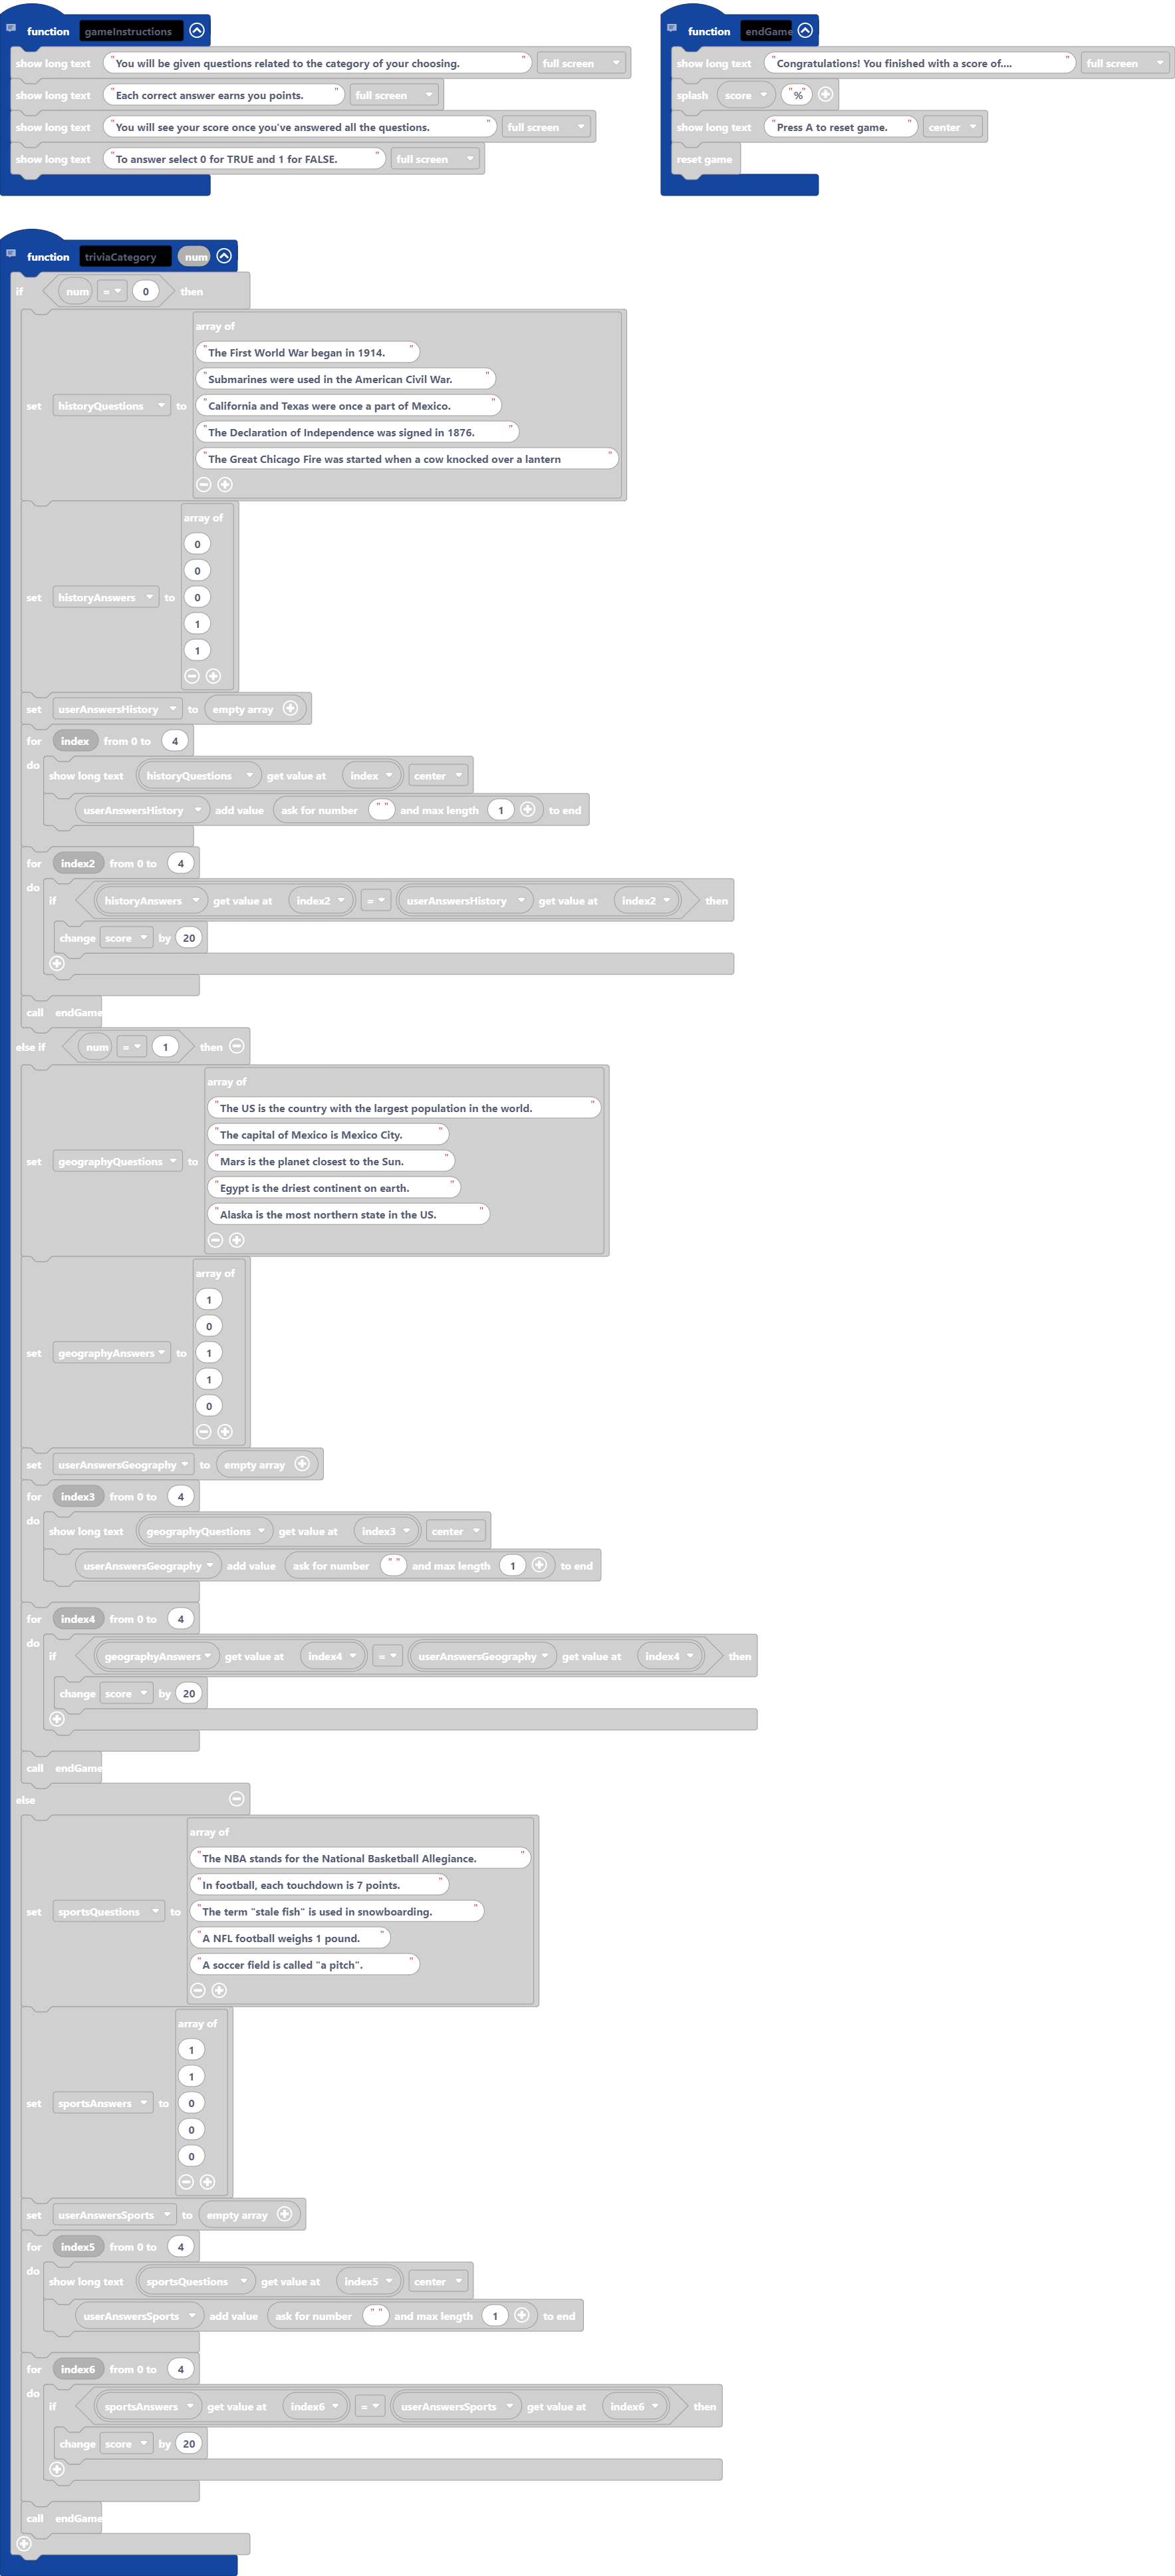 function gameInstructions
show long text "You will be given questions related to the category of your choosing." full screen
show long text "Each correct answer earns you points." full screen
show long text "You will see your score once you've answered all the questions." full screen
show long text "To answer select 0 for TRUE and 1 for FALSE." full screen
function endGame
show long text "Congratulations! You finished with a score of...." full screen
splash score "%"
show long text "Press A to reset game." center
reset game
function triviaCategory num
if num = 0 then
set historyQuestions to array of
"The First World War began in 1914."
"Submarines were used in the American Civil War."
"California and Texas were once a part of Mexico."
"The Declaration of Independence was signed in 1876."
"The Great Chicago Fire was started when a cow knocked over a lantern"
set historyAnswers to array of
0
0
0
1
1
set userAnswersHistory to empty array
for index from 0 to 4
do show long text historyQuestions get value at index center
userAnswersHistory add value ask for number "" and max length 1 to end
for index2 from 0 to 4
do if historyAnswers get value at index2 = userAnswersHistory get value at index2 then
change score by 20
call endGame
else if num = 1 then
set geographyQuestions to array of
"The US is the country with the largest population in the world."
"The capital of Mexico is Mexico City."
"Mars is the planet closest to the Sun."
"Egypt is the driest continent on earth."
"Alaska is the most northern state in the US."
set geographyAnswers to array of
1
0
1
1
0
set userAnswersGeography to empty array
for index3 from 0 to 4
do show long text geographyQuestions get value at index3 center
userAnswersGeography add value ask for number "" and max length 1 to end
for index4 from 0 to 4
do if geographyAnswers get value at index4 = userAnswersGeography get value at index4 then
change score by 20
call endGame
else
set sportsQuestions to array of
"The NBA stands for the National Basketball Allegiance."
"In football, each touchdown is 7 points."
"The term "stale fish" is used in snowboarding."
"A NFL football weighs 1 pound."
"A soccer field is called "a pitch"."
set sportsAnswers to array of
1
1
0
0
0
set userAnswersSports to empty array
for index5 from 0 to 4
do show long text sportsQuestions get value at index5 center
userAnswersSports add value ask for number "" and max length 1 to end
for index6 from 0 to 4
do if sportsAnswers get value at index6 = userAnswersSports get value at index6 then
change score by 20
call endGame